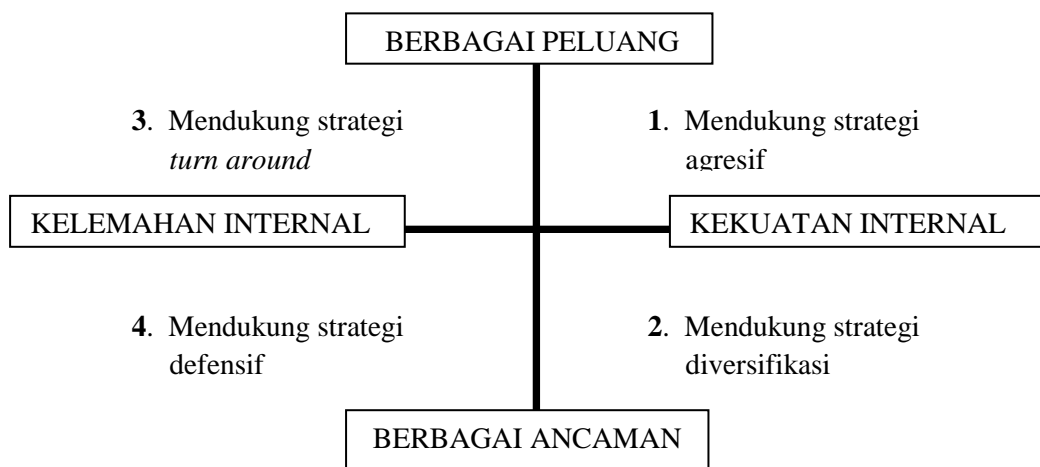 BERBAGAI PELUANG
3. Mendukung strategi
turn around
1. Mendukung strategi
agresif
KELEMAHAN INTERNAL
KEKUATAN INTERNAL
4. Mendukung strategi
defensif
2. Mendukung strategi
diversifikasi
BERBAGAI ANCAMAN